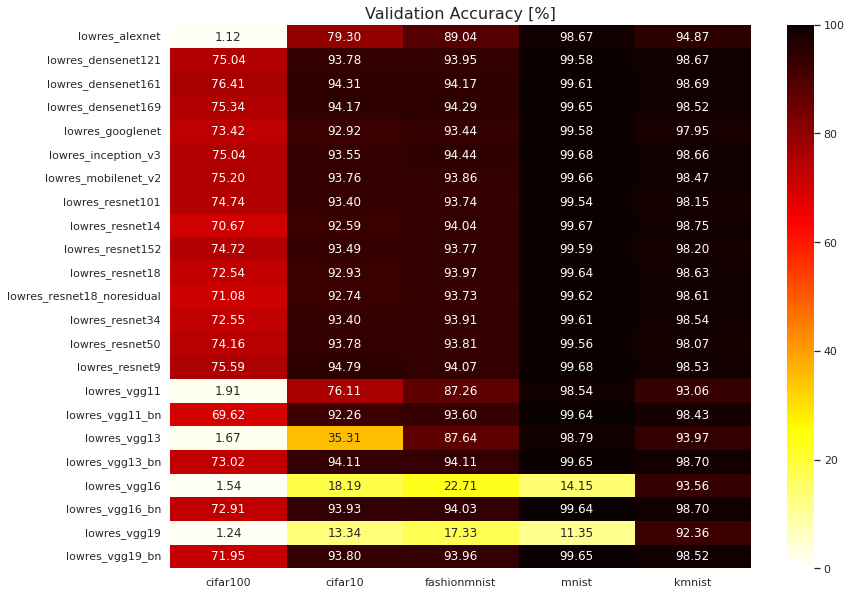 Validation Accuracy [%]
lowres_alexnet 1.12 79.30 89.04 98.67 94.87
lowres_densenet121 75.04 93.78 93.95 99.58 98.67
lowres_densenet161 76.41 94.31 94.17 99.61 98.69
lowres_densenet169 75.34 94.17 94.29 99.65 98.52
lowres_googlenet 73.42 92.92 93.44 99.58 97.95
lowres_inception_v3 75.04 93.55 94.44 99.68 98.66
lowres_mobilenet_v2 75.20 93.76 93.86 99.66 98.47
lowres_resnet101 74.74 93.40 93.74 99.54 98.15
lowres_resnet14 70.67 92.59 94.04 99.67 98.75
lowres_resnet152 74.72 93.49 93.77 99.59 98.20
lowres_resnet18 72.54 92.93 93.97 99.64 98.63
lowres_resnet18_noresidual 71.08 92.74 93.73 99.62 98.61
lowres_resnet34 72.55 93.40 93.91 99.61 98.54
lowres_resnet50 74.16 93.78 93.81 99.56 98.07
lowres_resnet9 75.59 94.79 94.07 99.68 98.53
lowres_vgg11 1.91 76.11 87.26 98.54 93.06
lowres_vgg11_bn 69.62 92.26 93.60 99.64 98.43
lowres_vgg13 1.67 35.31 87.64 98.79 93.97
lowres_vgg13_bn 73.02 94.11 94.11 99.65 98.70
lowres_vgg16 1.54 18.19 22.71 14.15 93.56
lowres_vgg16_bn 72.91 93.93 94.03 99.64 98.70
lowres_vgg19 1.24 13.34 17.33 11.35 92.36
lowres_vgg19_bn 71.95 93.80 93.96 99.65 98.52
cifar100 cifar10 fashionmnist mnist kmnist
100
80
60
40
20
0